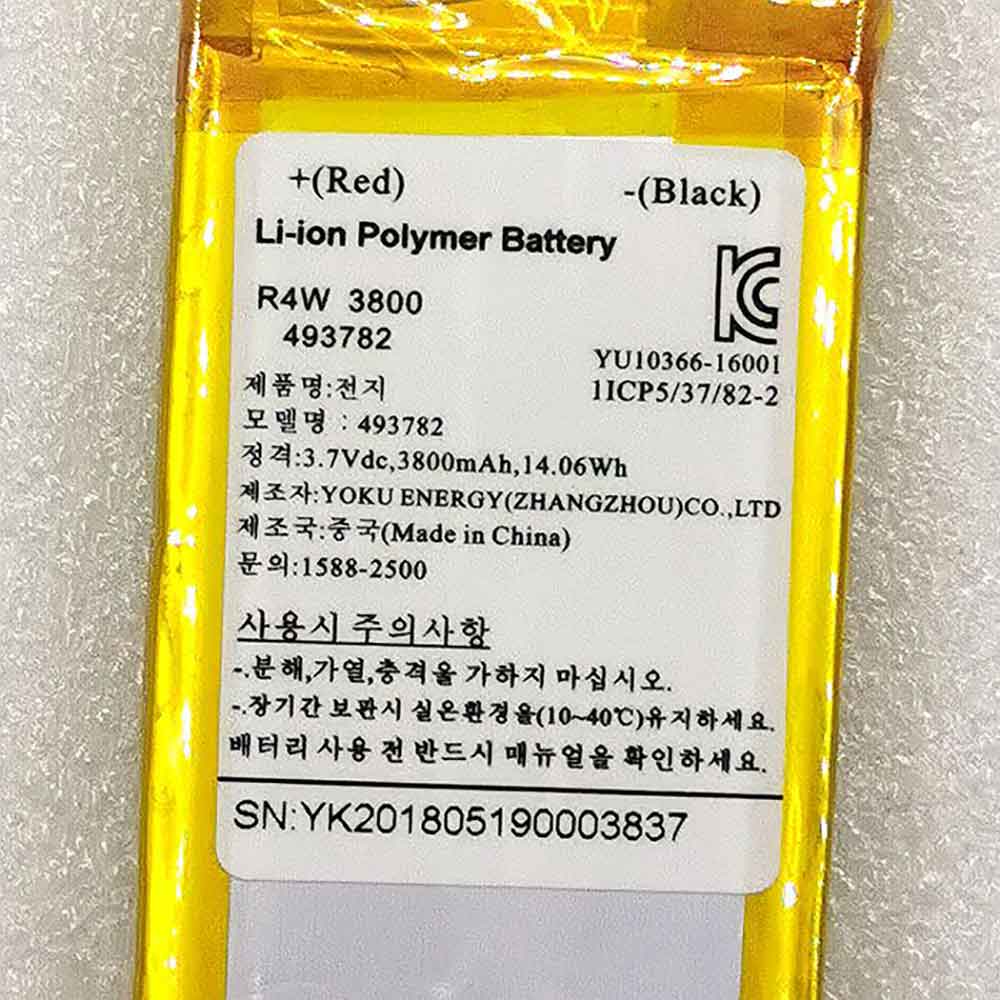 +(Red) -(Black)
Li-ion Polymer Battery
R4W 3800
493782
YU10366-16001
제품명:전지
1ICP5/37/82-2
모델명 : 493782
정격:3.7Vdc,3800mAh,14.06Wh
제조자:YOKU ENERGY(ZHANGZHOU)CO.,LTD
제조국:중국(Made in China)
문의:1588-2500
사용시 주의사항
-.분해,가열,충격을 가하지 마십시오.
-.장기간 보관시 실온환경을(10~40℃)유지하세요.
배터리 사용 전 반드시 매뉴얼을 확인하세요.
SN:YK201805190003837